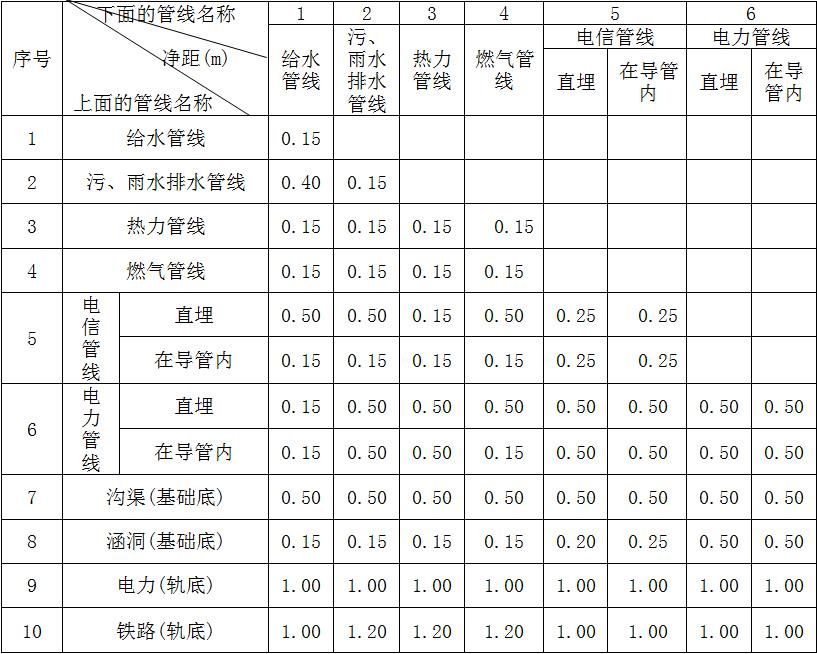 下面的管线名称 1 2 3 4 5 6
序号 净距(m) 上面的管线名称 给水管线 污、雨水排水管线 热力管线 燃气管线 电信管线 电力管线
直埋 在导管内 直埋 在导管内
1 给水管线 0.15
2 污、雨水排水管线 0.40 0.15
3 热力管线 0.15 0.15 0.15 0.15
4 燃气管线 0.15 0.15 0.15 0.15
5 电信管线 直埋 0.50 0.50 0.15 0.50 0.25 0.25
在导管内 0.15 0.15 0.15 0.15 0.25 0.25
6 电力管线 直埋 0.15 0.50 0.50 0.50 0.50 0.50 0.50 0.50
在导管内 0.15 0.50 0.50 0.15 0.50 0.50 0.50 0.50
7 沟渠(基础底) 0.50 0.50 0.50 0.50 0.50 0.50 0.50 0.50
8 涵洞(基础底) 0.15 0.15 0.15 0.15 0.20 0.25 0.50 0.50
9 电力(轨底) 1.00 1.00 1.00 1.00 1.00 1.00 1.00 1.00
10 铁路(轨底) 1.00 1.20 1.20 1.20 1.00 1.00 1.00 1.00